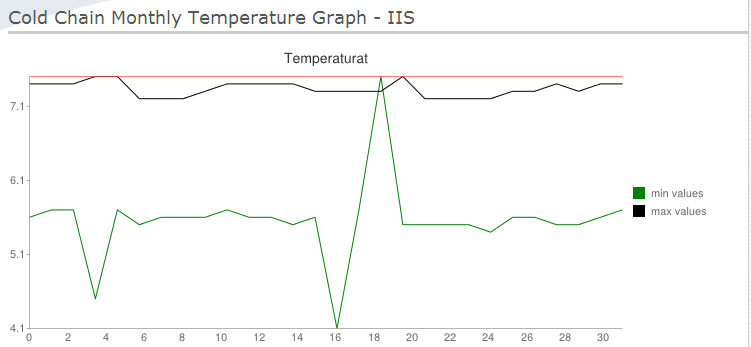 Cold Chain Monthly Temperature Graph - IIS
Temperaturat
7.1
6.1
5.1
4.1
0 2 4 6 8 10 12 14 16 18 20 22 24 26 28 30
min values
max values